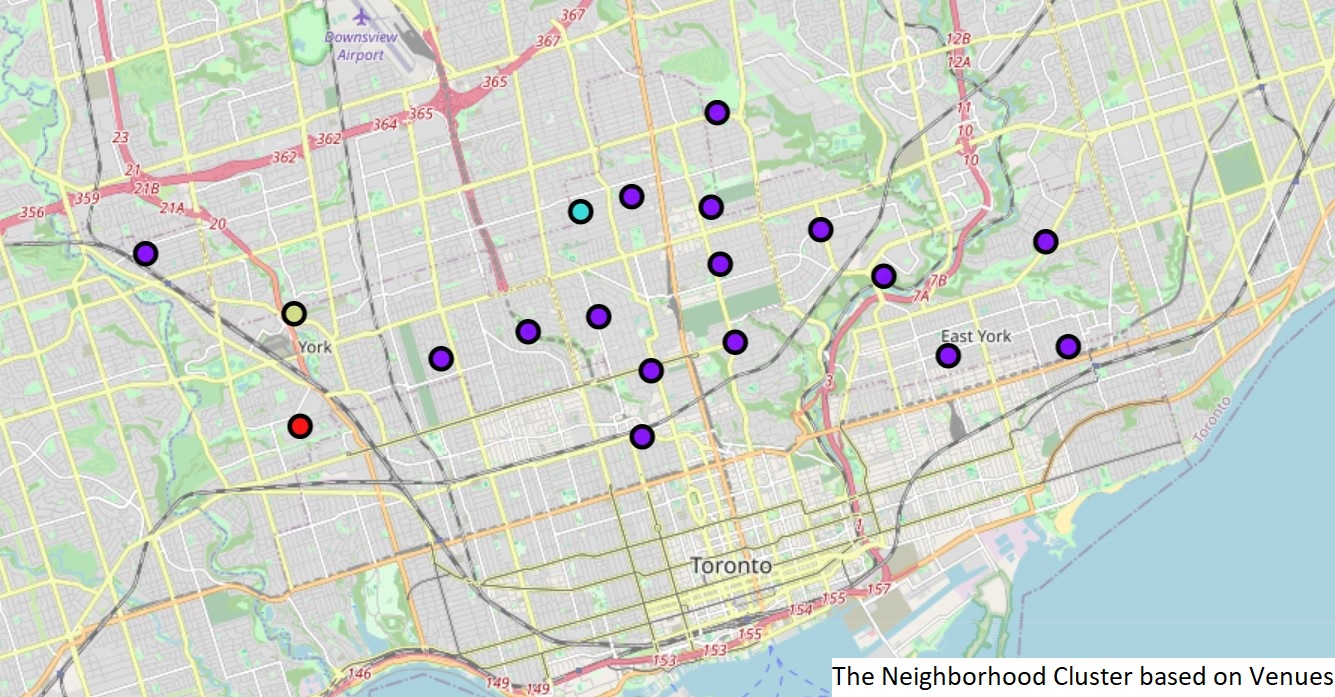 367
367
12B
Downsview
Airport
12A
365
365
11
364
10
23
362
10
362
21
21B
359
21A
356
20
7B
7A
East York
York
3
Toronto
1
Toronto
157
155
154
155
153
153
146
149
149
The Neighborhood Cluster based on Venues